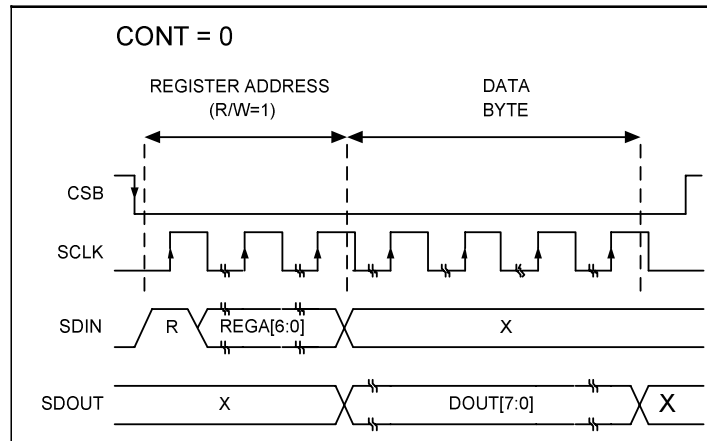 CONT = 0
REGISTER ADDRESS
(R/W=1)
DATA
BYTE
CSB
SCLK
SDIN
R
REGA[6:0]
X
SDOUT
X
DOUT[7:0]
X